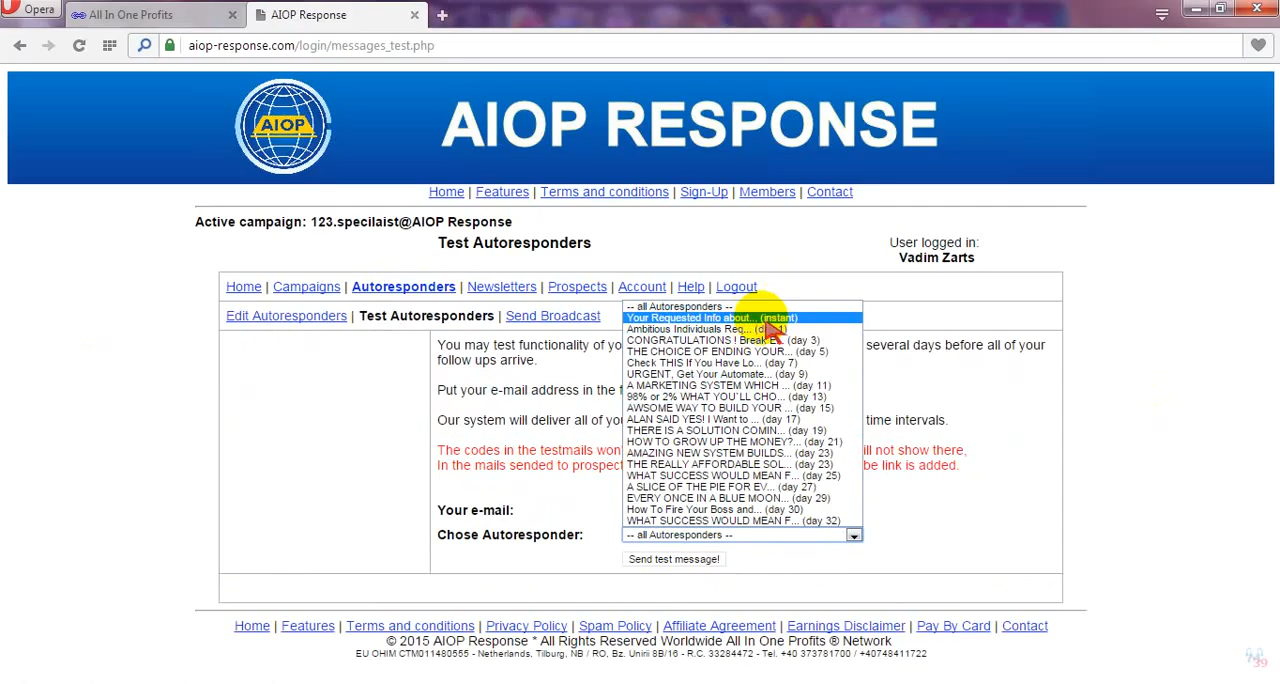 Opera
All In One Profits
AIOP Response
aiop-response.com/login/messages_test.php
AIOP
AIOP RESPONSE
Home | Features | Terms and conditions | Sign-Up | Members | Contact
Active campaign: 123.specilaist@AIOP Response
Test Autoresponders
User logged in:
Vadim Zarts
Home | Campaigns | Autoresponders | Newsletters | Prospects | Account | Help | Logout
Edit Autoresponders | Test Autoresponders | Send Broadcast
-- all Autoresponders --
Your Requested Info about... (instant)
Ambitious Individuals Req... (day 1)
CONGRATULATIONS ! Break E... (day 3)
THE CHOICE OF ENDING YOUR... (day 5)
Check THIS If You Have Lo... (day 7)
URGENT, Get Your Automate... (day 9)
A MARKETING SYSTEM WHICH ... (day 11)
98% or 2% WHAT YOU`LL CHO... (day 13)
AWSOME WAY TO BUILD YOUR ... (day 15)
ALAN SAID YES! I Want to ... (day 17)
THERE IS A SOLUTION COMIN... (day 19)
HOW TO GROW UP THE MONEY?... (day 21)
AMAZING NEW SYSTEM BUILDS... (day 23)
THE REALLY AFFORDABLE SOL... (day 23)
WHAT SUCCESS WOULD MEAN F... (day 25)
A SLICE OF THE PIE FOR EV... (day 27)
EVERY ONCE IN A BLUE MOON... (day 29)
How To Fire Your Boss and... (day 30)
WHAT SUCCESS WOULD MEAN F... (day 32)
You may test functionality of your several days before all of your
follow ups arrive.
Put your e-mail address in the f
Our system will deliver all of yo time intervals.
The codes in the testmails won ill not show there,
In the mails sended to prospect be link is added.
Your e-mail:
Chose Autoresponder: -- all Autoresponders --
Send test message!
Home | Features | Terms and conditions | Privacy Policy | Spam Policy | Affiliate Agreement | Earnings Disclaimer | Pay By Card | Contact
© 2015 AIOP Response * All Rights Reserved Worldwide All In One Profits ® Network
EU OHIM CTM011480555 - Netherlands, Tilburg, NB / RO, Bz. Unirii 8B/16 - R.C. 33284472 - Tel. +40 373781700 / +40748411722
39